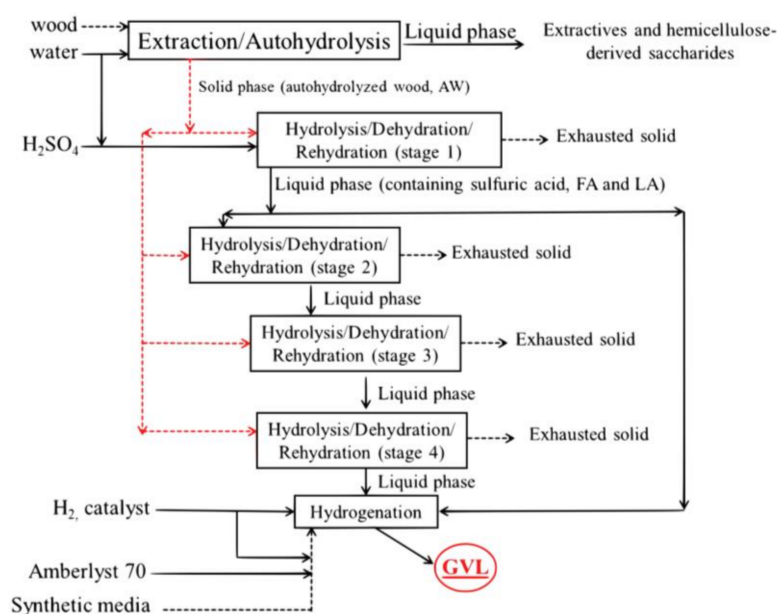 wood
water
Extraction/Autohydrolysis
Liquid phase
Extractives and hemicellulose-
derived saccharides
Solid phase (autohydrolyzed wood, AW)
H₂SO₄
Hydrolysis/Dehydration/
Rehydration (stage 1)
Exhausted solid
Liquid phase (containing sulfuric acid, FA and LA)
Hydrolysis/Dehydration/
Rehydration (stage 2)
Exhausted solid
Liquid phase
Hydrolysis/Dehydration/
Rehydration (stage 3)
Exhausted solid
Liquid phase
Hydrolysis/Dehydration/
Rehydration (stage 4)
Exhausted solid
Liquid phase
H₂, catalyst
Hydrogenation
Amberlyst 70
GVL
Synthetic media